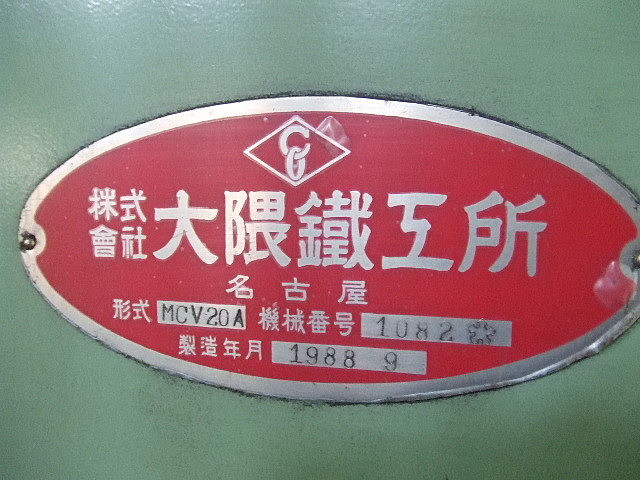 株式會社 大隈鐵工所
名古屋
形式 MCV20A 機械番号 1082
製造年月 1988 9